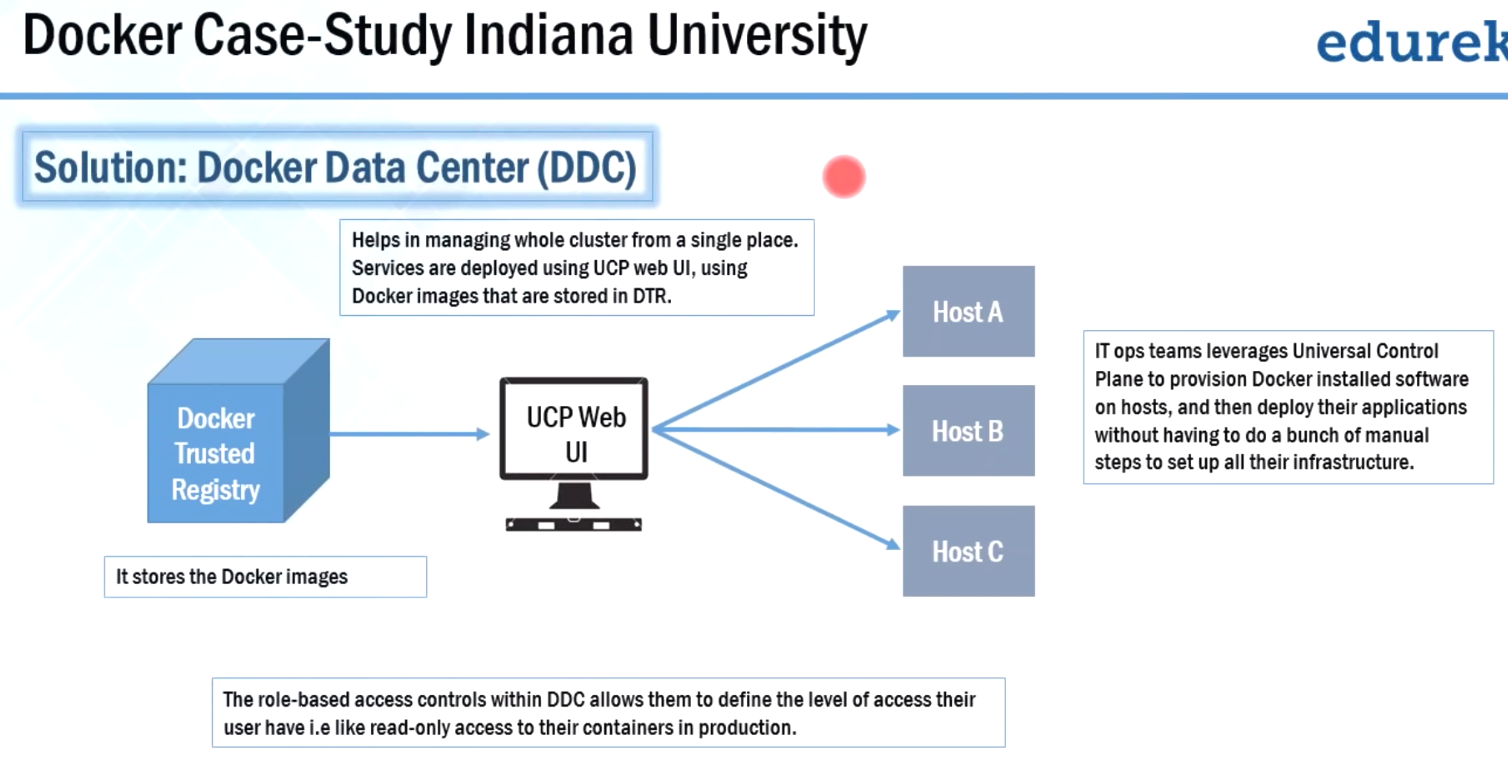 Docker Case-Study Indiana University
edurek
Solution: Docker Data Center (DDC)
Helps in managing whole cluster from a single place.
Services are deployed using UCP web UI, using
Docker images that are stored in DTR.
Docker
Trusted
Registry
It stores the Docker images
UCP Web
UI
Host A
Host B
Host C
IT ops teams leverages Universal Control
Plane to provision Docker installed software
on hosts, and then deploy their applications
without having to do a bunch of manual
steps to set up all their infrastructure.
The role-based access controls within DDC allows them to define the level of access their
user have i.e like read-only access to their containers in production.